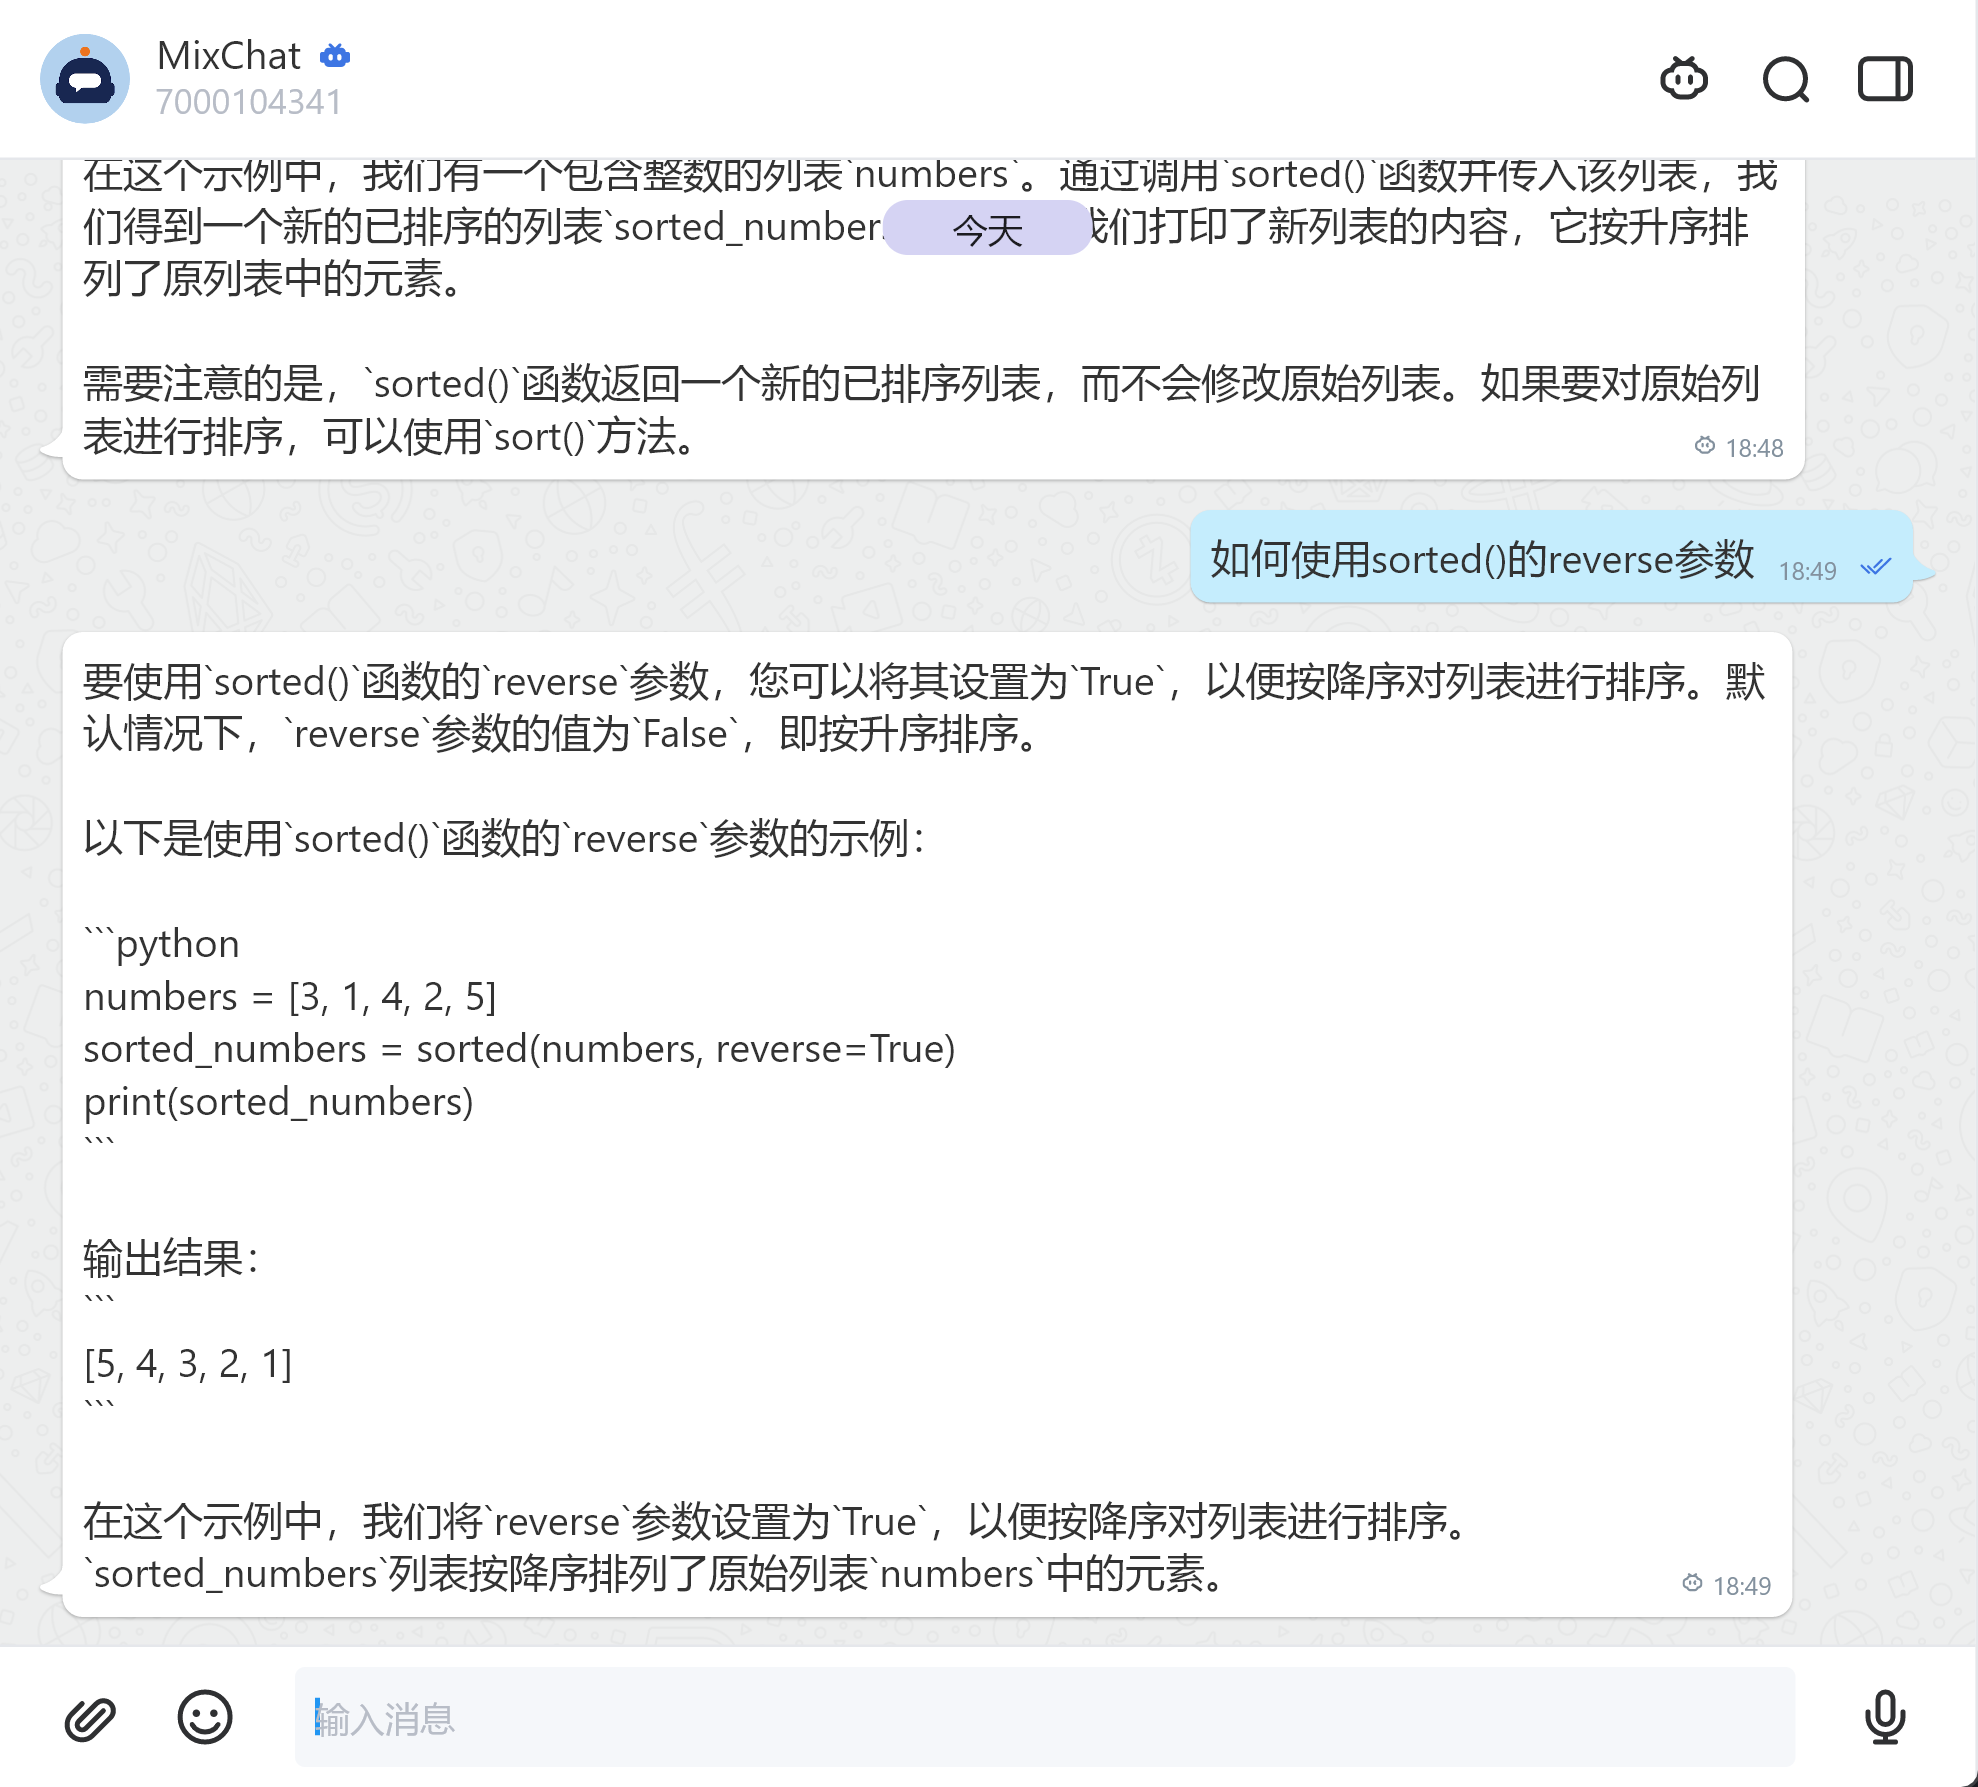 MixChat
7000104341
在这个示例中，我们有一个包含整数的列表`numbers`。通过调用`sorted()`函数并传入该列表，我
们得到一个新的已排序的列表`sorted_number
今天
我们打印了新列表的内容，它按升序排
列了原列表中的元素。
需要注意的是，`sorted()`函数返回一个新的已排序列表，而不会修改原始列表。如果要对原始列
表进行排序，可以使用`sort()`方法。
18:48
如何使用sorted()的reverse参数
18:49
要使用`sorted()`函数的`reverse`参数，您可以将其设置为`True`，以便按降序对列表进行排序。默
认情况下，`reverse`参数的值为`False`，即按升序排序。
以下是使用`sorted()`函数的`reverse`参数的示例：
```python
numbers = [3, 1, 4, 2, 5]
sorted_numbers = sorted(numbers, reverse=True)
print(sorted_numbers)
```
输出结果：
```
[5, 4, 3, 2, 1]
```
在这个示例中，我们将`reverse`参数设置为`True`，以便按降序对列表进行排序。
`sorted_numbers`列表按降序排列了原始列表`numbers`中的元素。
18:49
输入消息